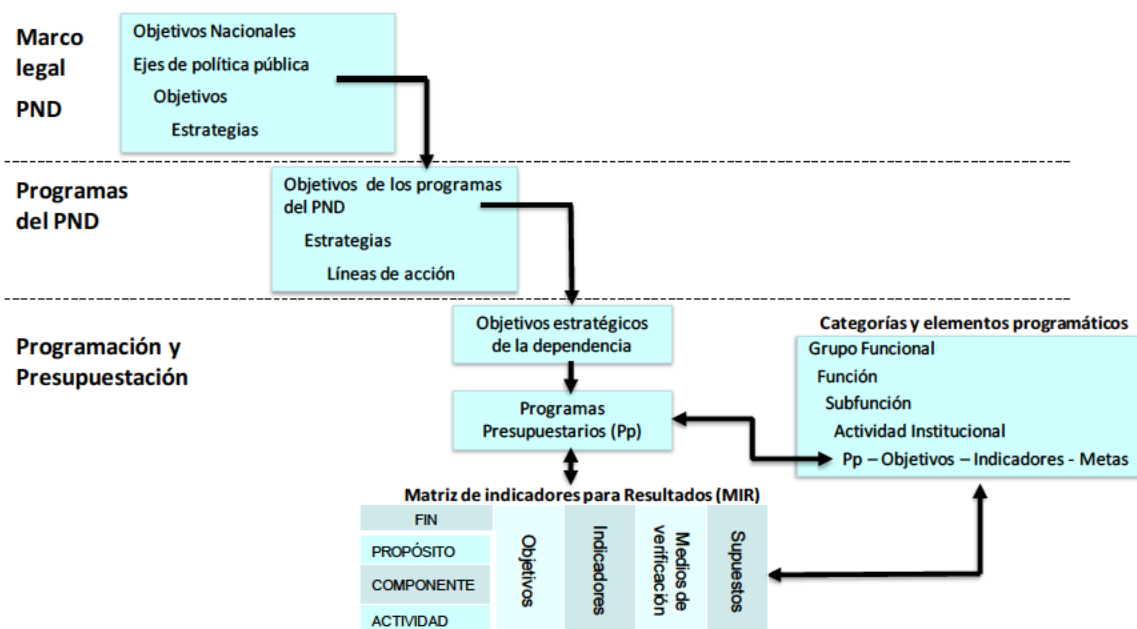 Marco
legal
PND
Objetivos Nacionales
Ejes de política pública
Objetivos
Estrategias
Programas
del PND
Objetivos de los programas
del PND
Estrategias
Líneas de acción
Programación y
Presupuestación
Objetivos estratégicos
de la dependencia
Programas
Presupuestarios (Pp)
Categorías y elementos programáticos
Grupo Funcional
Función
Subfunción
Actividad Institucional
Pp – Objetivos – Indicadores - Metas
Matriz de indicadores para Resultados (MIR)
FIN
PROPÓSITO
COMPONENTE
ACTIVIDAD
Objetivos
Indicadores
Medios de
verificación
Supuestos